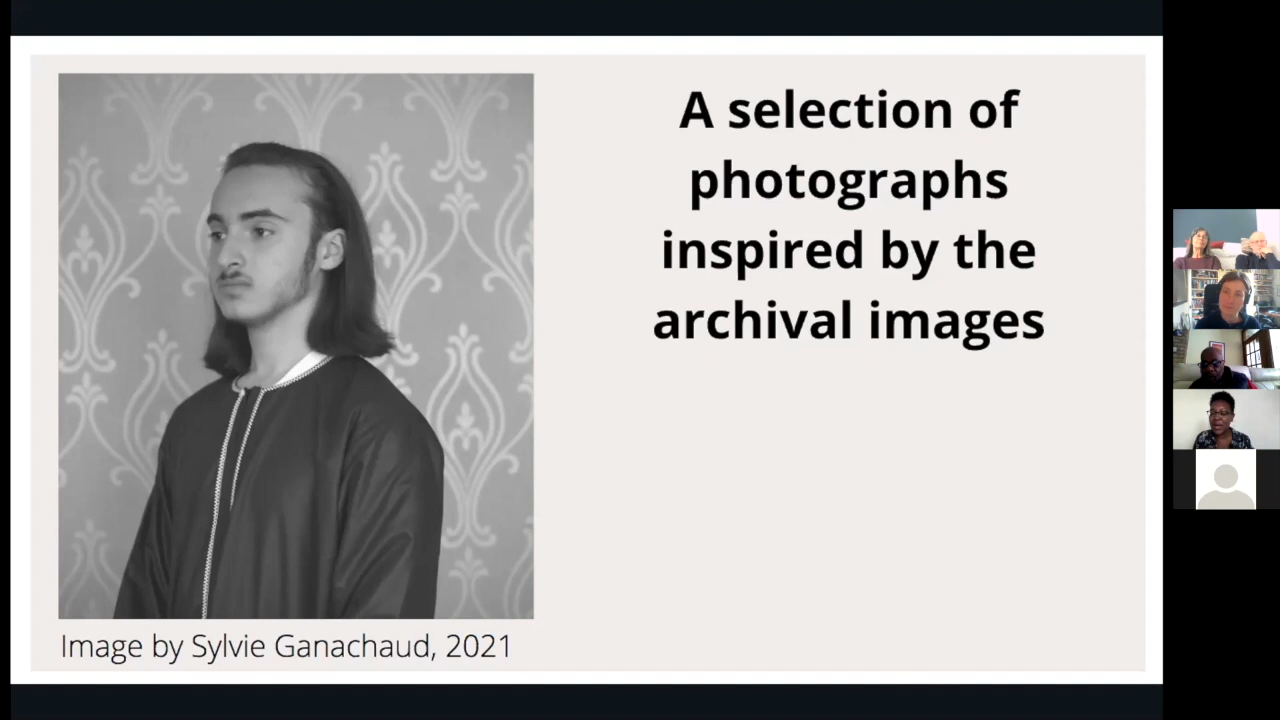 A selection of
photographs
inspired by the
archival images
Image by Sylvie Ganachaud, 2021